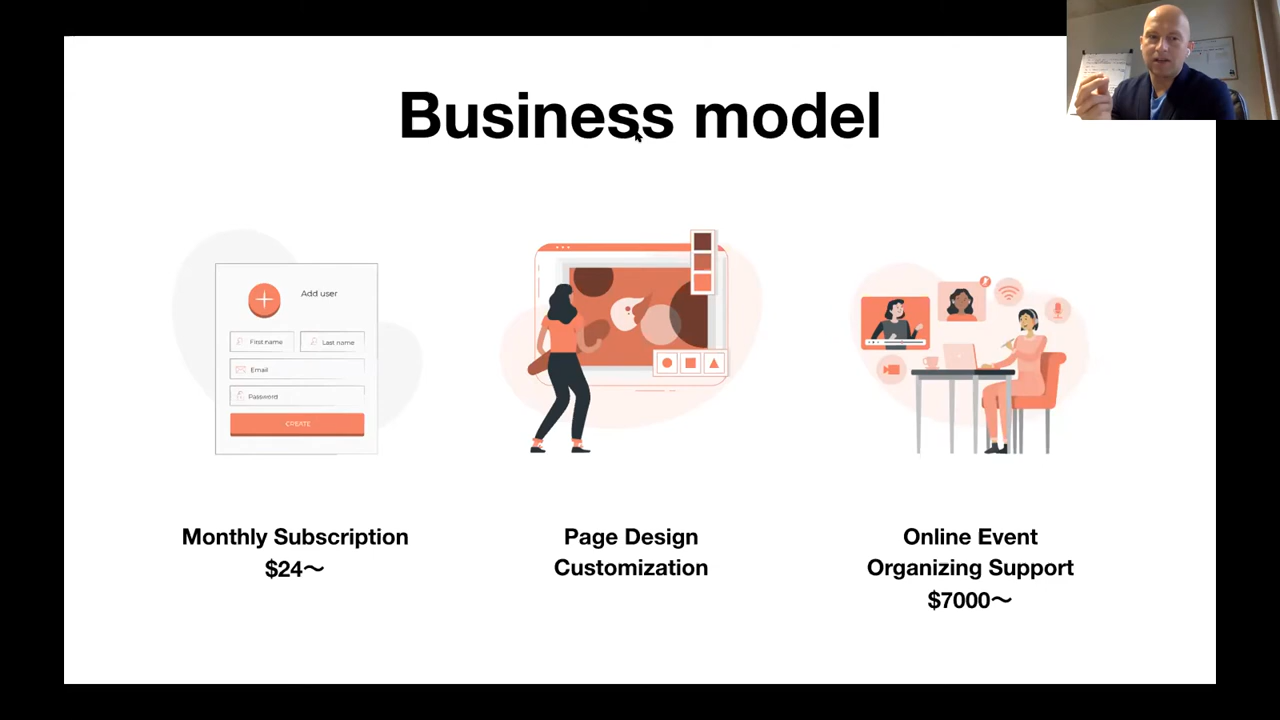 Business model
Add user
First name
Last name
Email
Password
CREATE
Monthly Subscription
$24～
Page Design
Customization
Online Event
Organizing Support
$7000～